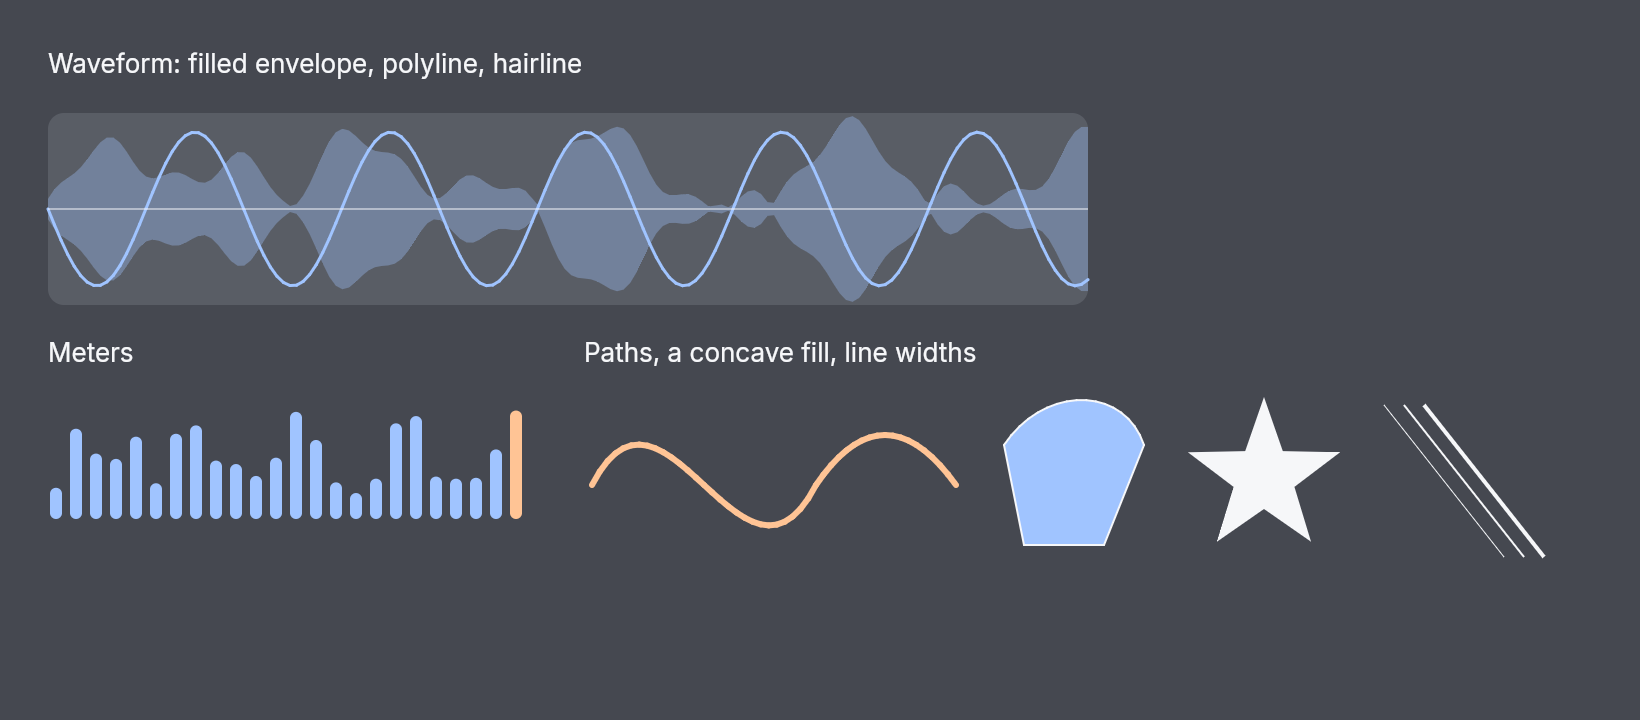 Waveform: filled envelope, polyline, hairline
Meters
Paths, a concave fill, line widths